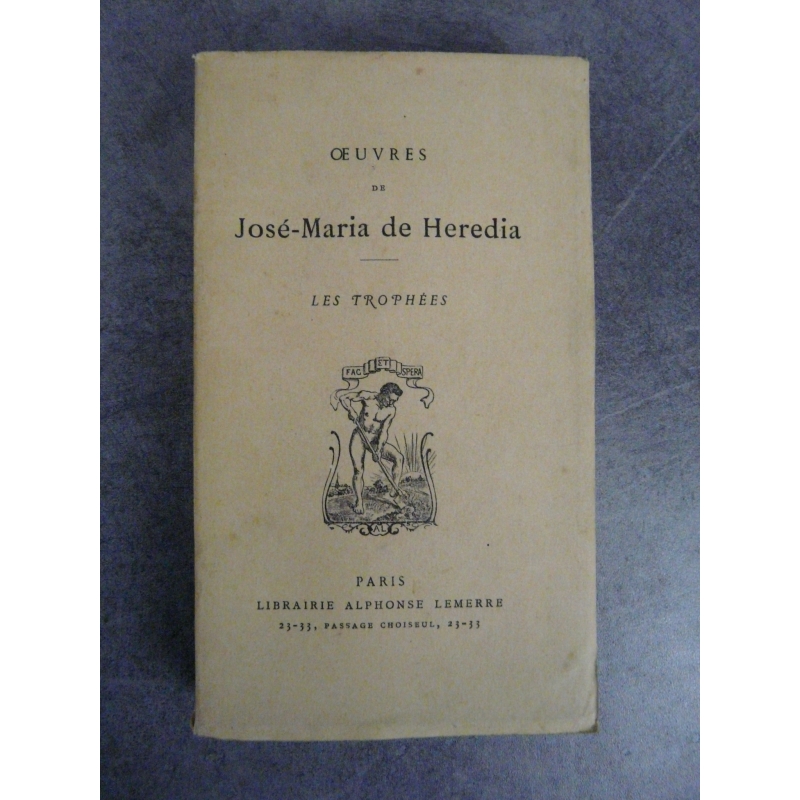 ŒUVRES
DE
José-Maria de Heredia
LES TROPHÉES
FAC ET SPERA
AL
PARIS
LIBRAIRIE ALPHONSE LEMERRE
23-33, PASSAGE CHOISEUL, 23-33